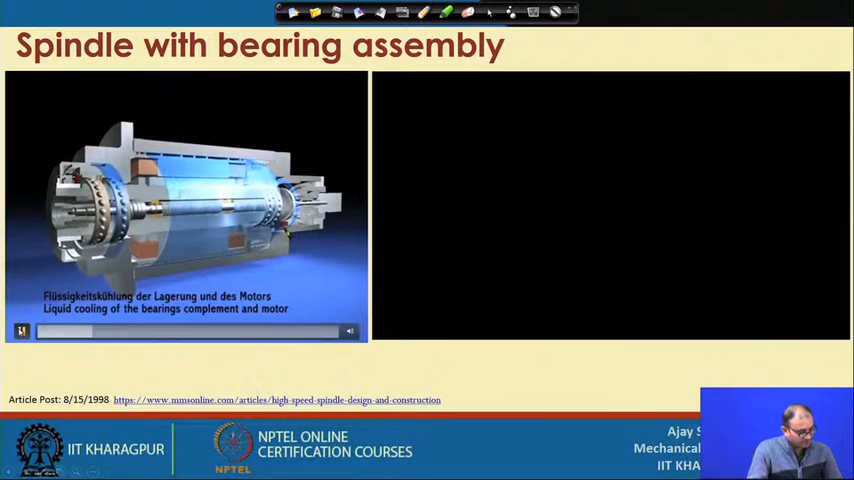 Spindle with bearing assembly
Flüssigkeitskühlung der Lagerung und des Motors
Liquid cooling of the bearings complement and motor
Article Post: 8/15/1998 https://www.mmsonline.com/articles/high-speed-spindle-design-and-construction
IIT KHARAGPUR
NPTEL
NPTEL ONLINE
CERTIFICATION COURSES
Ajay S
Mechanical
IIT KHA